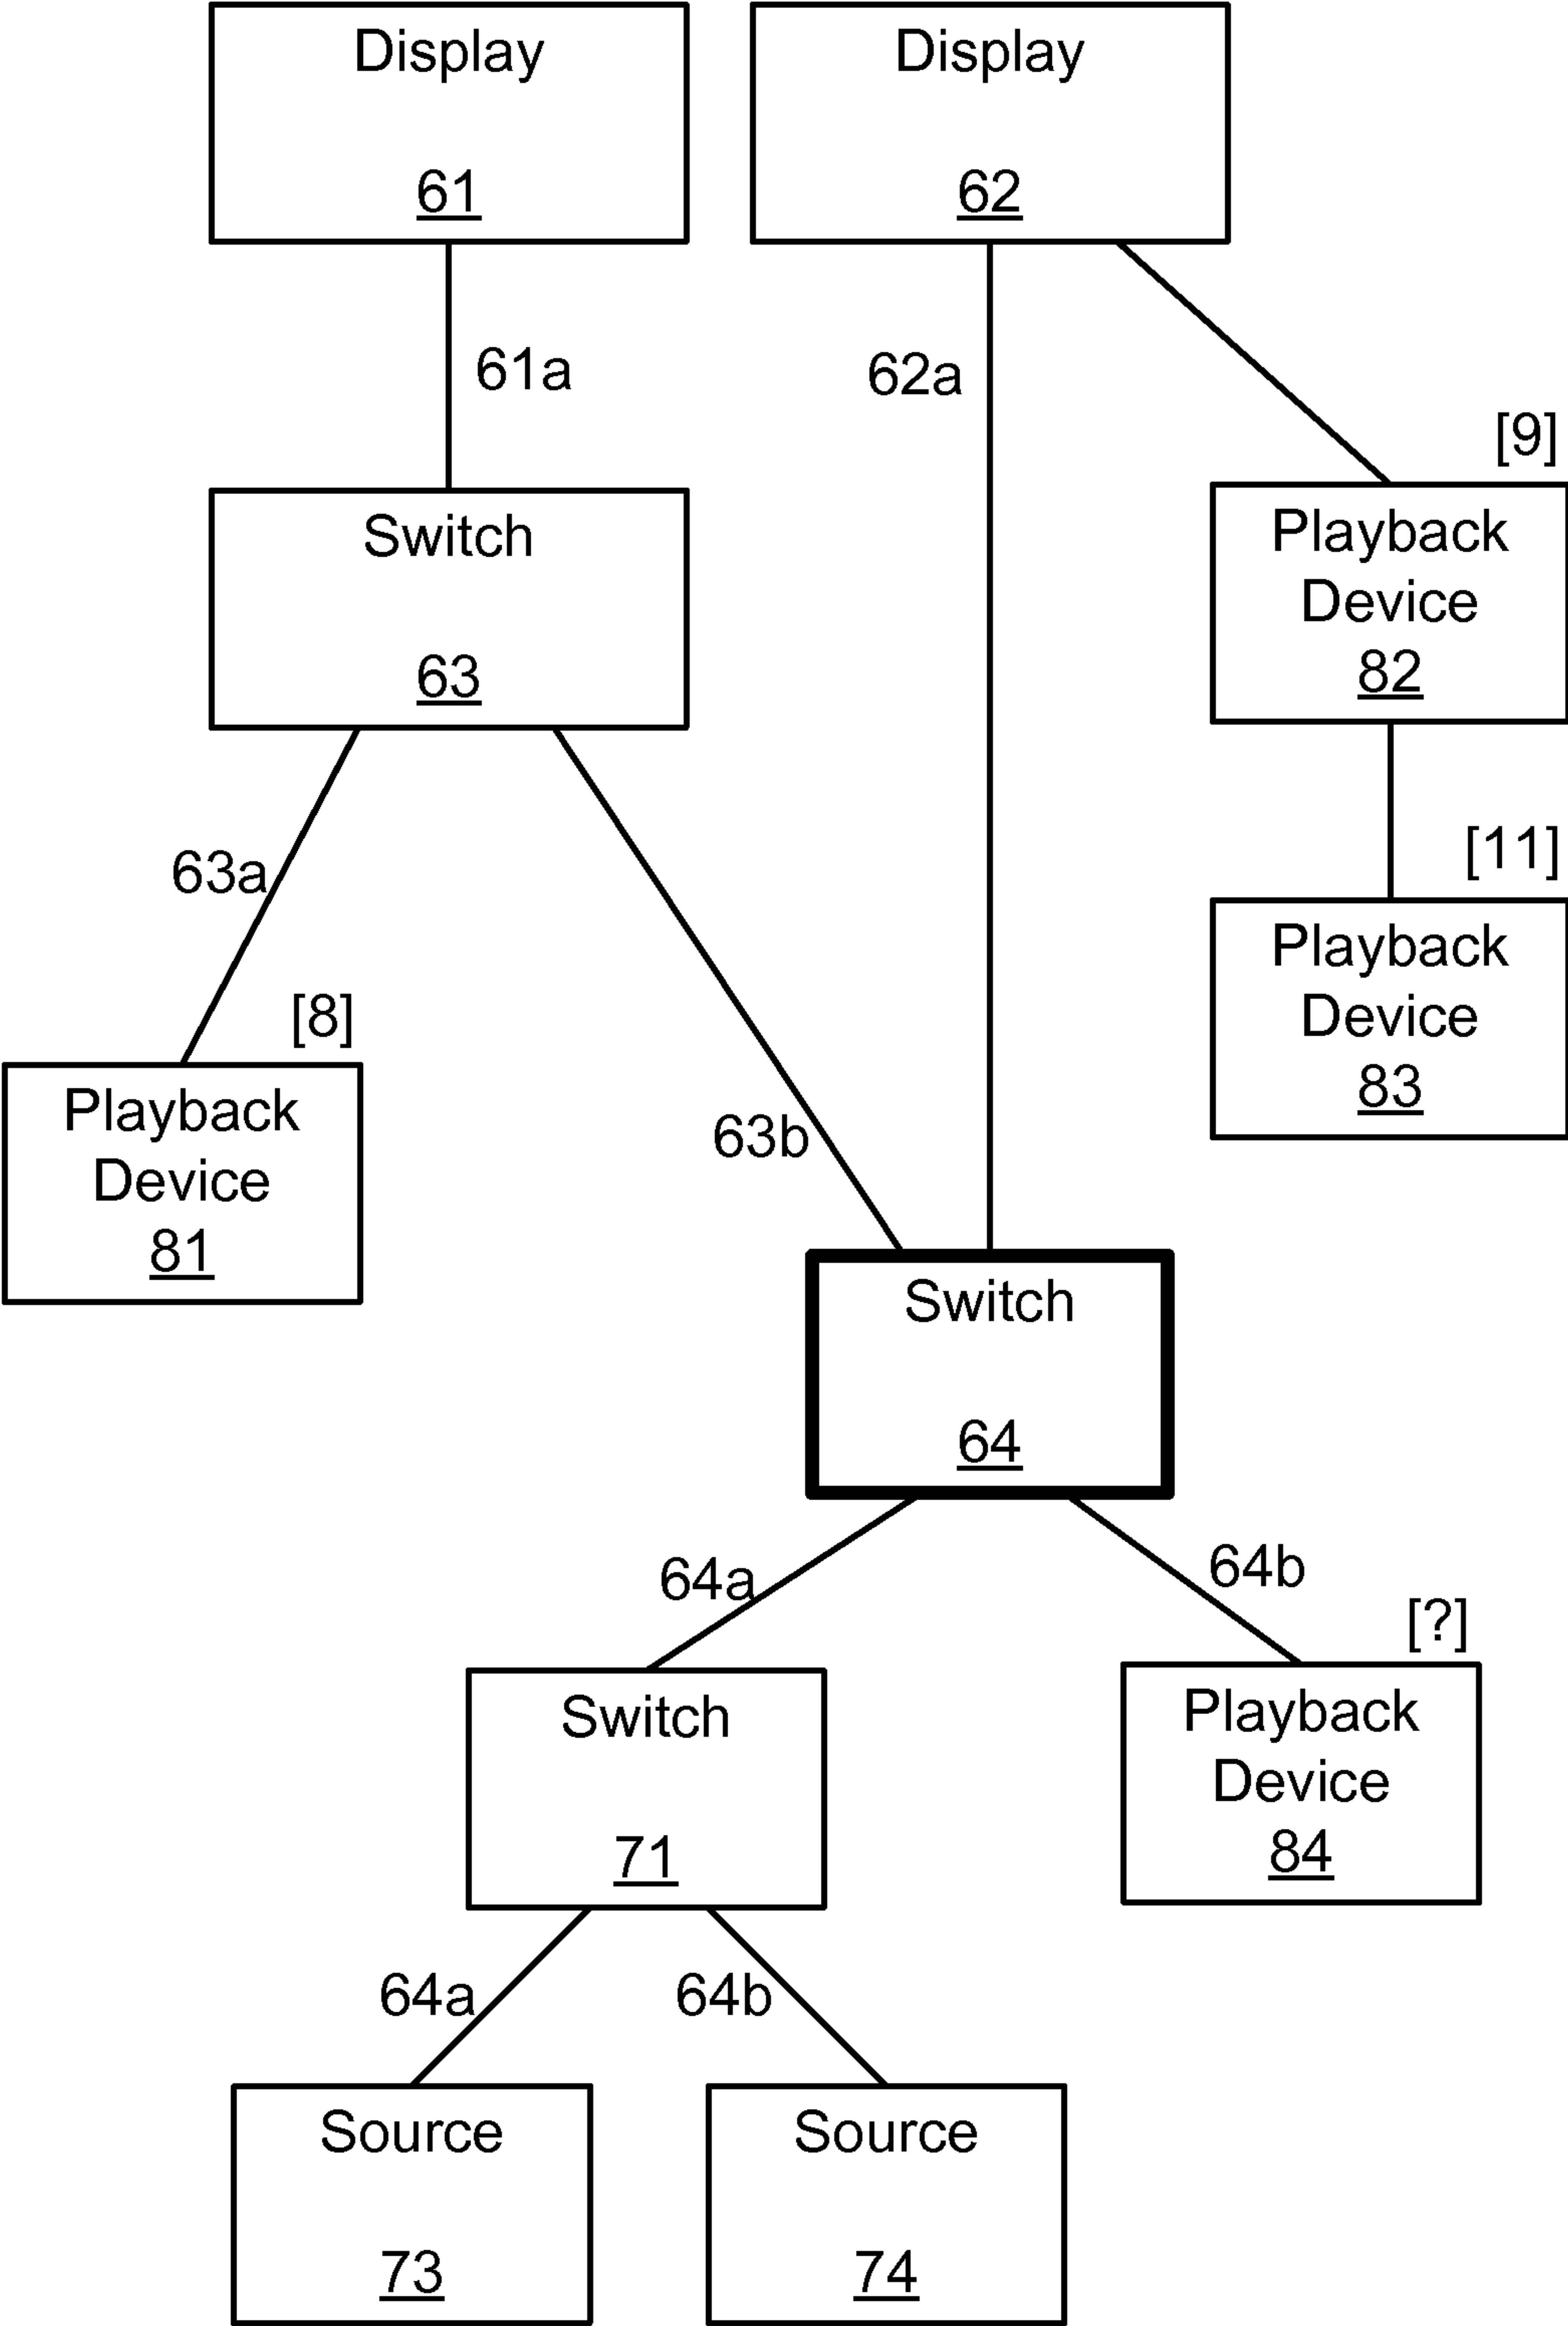 Display
61
Display
62
61a
62a
[9]
Switch
63
Playback
Device
82
63a
[11]
Playback
Device
83
[8]
Playback
Device
81
63b
Switch
64
64a
64b
[?]
Switch
71
Playback
Device
84
64a
64b
Source
73
Source
74